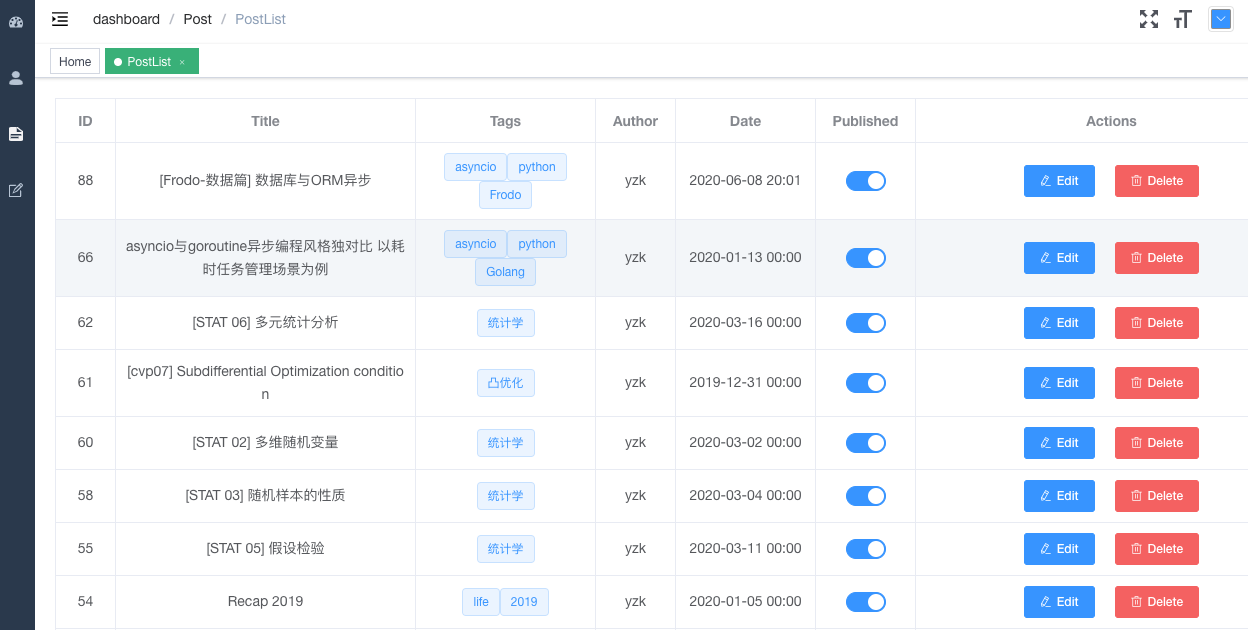 dashboard / Post / PostList
Home PostList ×
ID Title Tags Author Date Published Actions
88 [Frodo-数据篇] 数据库与ORM异步 asyncio python Frodo yzk 2020-06-08 20:01 Edit Delete
66 asyncio与goroutine异步编程风格独对比 以耗
时任务管理场景为例 asyncio python Golang yzk 2020-01-13 00:00 Edit Delete
62 [STAT 06] 多元统计分析 统计学 yzk 2020-03-16 00:00 Edit Delete
61 [cvp07] Subdifferential Optimization conditio
n 凸优化 yzk 2019-12-31 00:00 Edit Delete
60 [STAT 02] 多维随机变量 统计学 yzk 2020-03-02 00:00 Edit Delete
58 [STAT 03] 随机样本的性质 统计学 yzk 2020-03-04 00:00 Edit Delete
55 [STAT 05] 假设检验 统计学 yzk 2020-03-11 00:00 Edit Delete
54 Recap 2019 life 2019 yzk 2020-01-05 00:00 Edit Delete